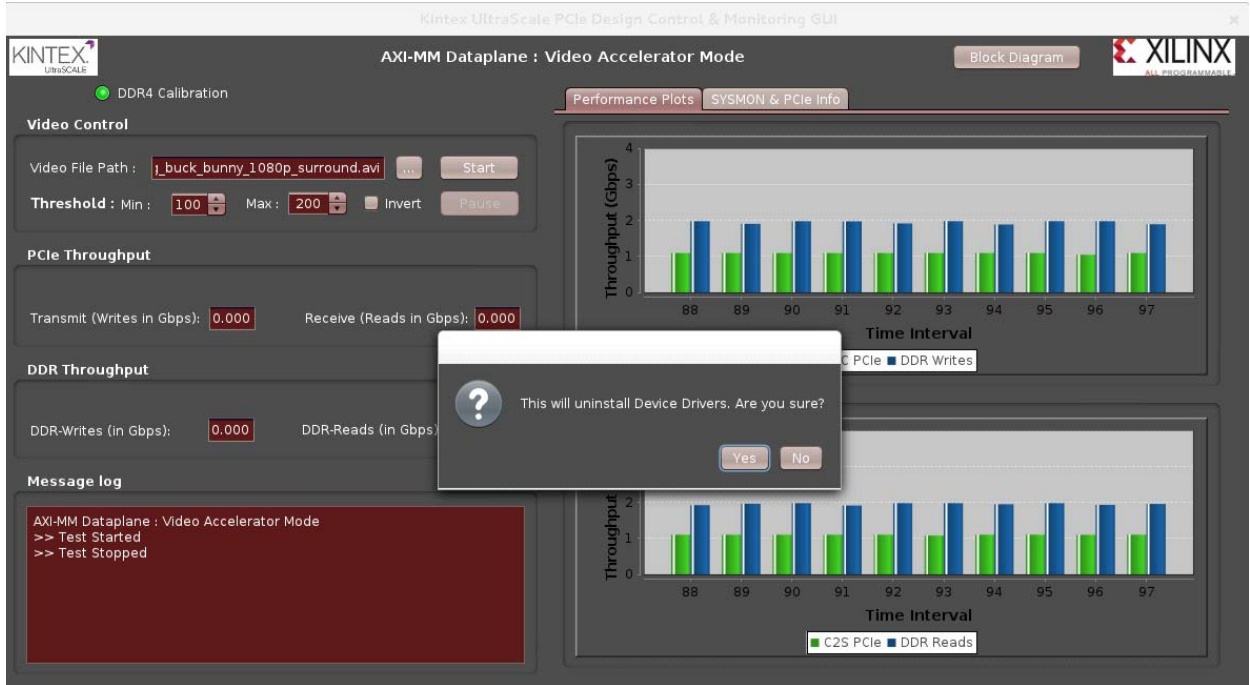 Kintex UltraScale PCIe Design Control & Monitoring GUI
KINTEX
UltraSCALE
AXI-MM Dataplane : Video Accelerator Mode
Block Diagram
XILINX
ALL PROGRAMMABLE
DDR4 Calibration
Video Control
Video File Path :
_buck_bunny_1080p_surround.avi
...
Start
Threshold : Min :
100
Max :
200
Invert
Pause
PCIe Throughput
Transmit (Writes in Gbps):
0.000
Receive (Reads in Gbps):
0.000
DDR Throughput
DDR-Writes (in Gbps):
0.000
DDR-Reads (in Gbps)
Message log
AXI-MM Dataplane : Video Accelerator Mode
>> Test Started
>> Test Stopped
Performance Plots
SYSMON & PCIe Info
Throughput (Gbps)
4
3
2
1
0
88 89 90 91 92 93 94 95 96 97
Time Interval
C PCIe DDR Writes
This will uninstall Device Drivers. Are you sure?
Yes
No
Throughput
2
1
0
88 89 90 91 92 93 94 95 96 97
Time Interval
C2S PCIe DDR Reads